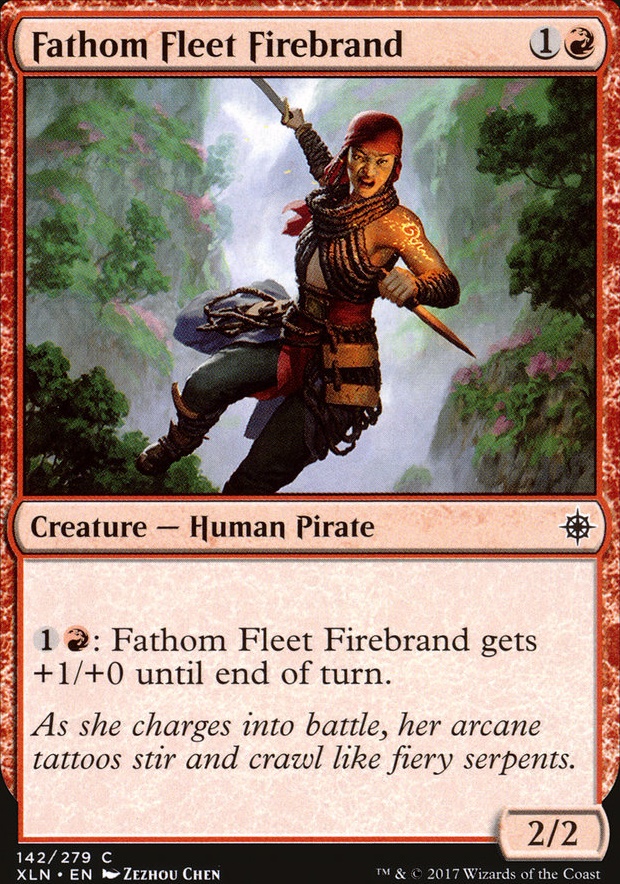 Fathom Fleet Firebrand 1
Creature — Human Pirate
1 : Fathom Fleet Firebrand gets
+1/+0 until end of turn.
As she charges into battle, her arcane
tattoos stir and crawl like fiery serpents.
2/2
142/279 C
XLN • EN Zezhou Chen
™ & © 2017 Wizards of the Coast